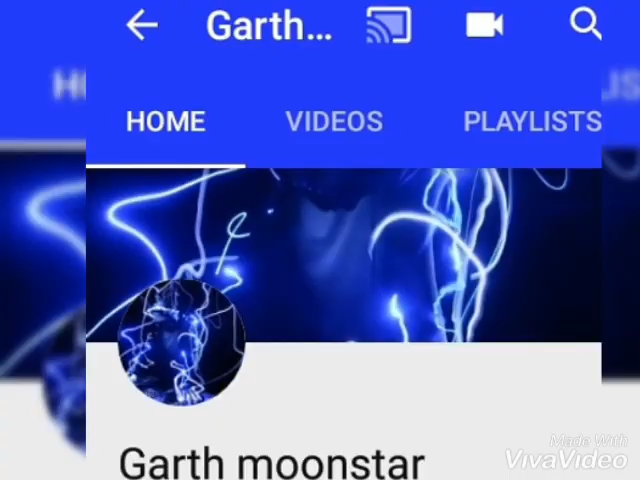 Garth...
HOME VIDEOS PLAYLISTS
Garth moonstar
Made With
VivaVideo